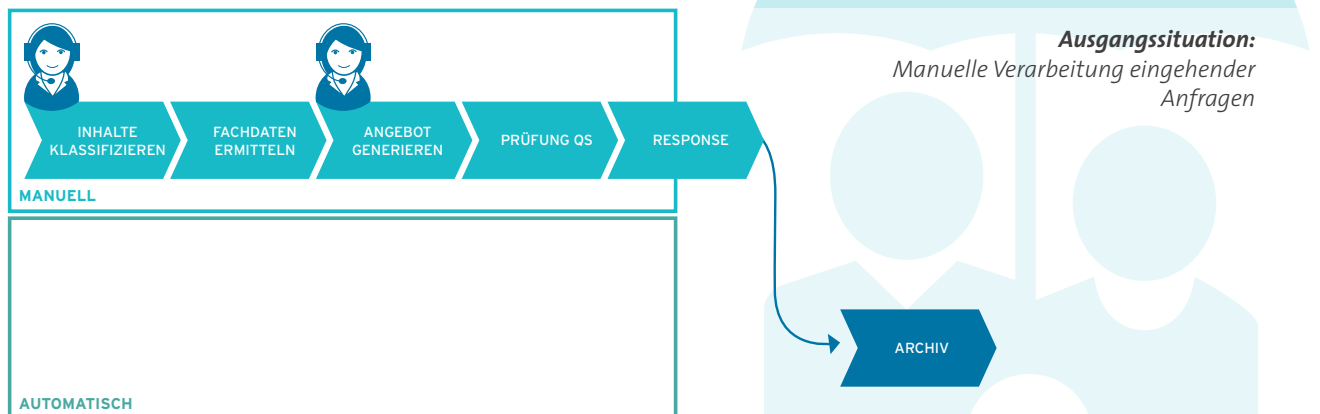 Ausgangssituation:
Manuelle Verarbeitung eingehender
Anfragen
INHALTE
KLASSIFIZIEREN
FACHDATEN
ERMITTELN
ANGEBOT
GENERIEREN
PRÜFUNG QS
RESPONSE
MANUELL
ARCHIV
AUTOMATISCH